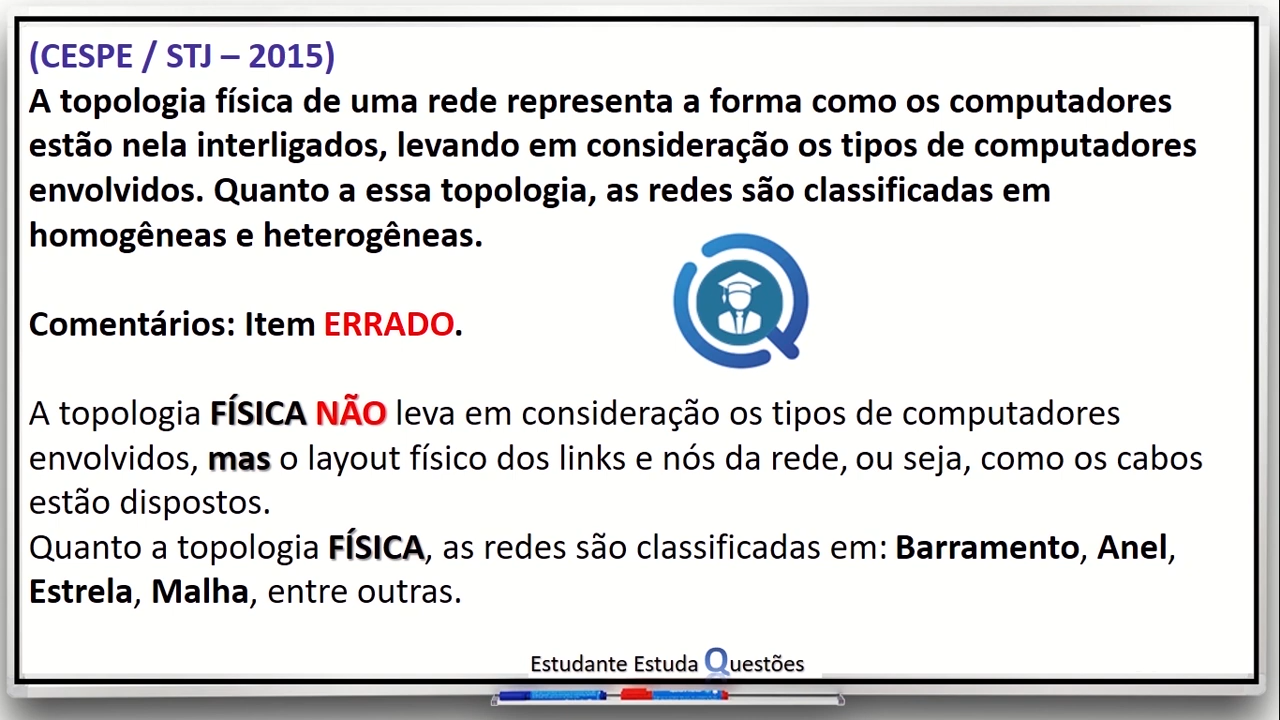 (CESPE / STJ – 2015)
A topologia física de uma rede representa a forma como os computadores
estão nela interligados, levando em consideração os tipos de computadores
envolvidos. Quanto a essa topologia, as redes são classificadas em
homogêneas e heterogêneas.
Comentários: Item ERRADO.
A topologia FÍSICA NÃO leva em consideração os tipos de computadores
envolvidos, mas o layout físico dos links e nós da rede, ou seja, como os cabos
estão dispostos.
Quanto a topologia FÍSICA, as redes são classificadas em: Barramento, Anel,
Estrela, Malha, entre outras.
Estudante Estuda Questões